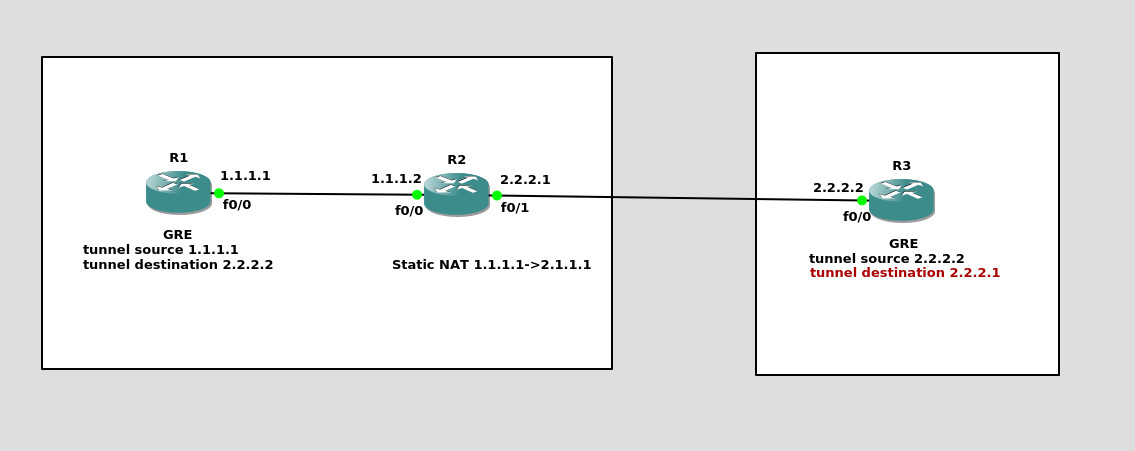 R1
1.1.1.1
f0/0
GRE
tunnel source 1.1.1.1
tunnel destination 2.2.2.2
R2
1.1.1.2
2.2.2.1
f0/0
f0/1
Static NAT 1.1.1.1->2.1.1.1
R3
2.2.2.2
f0/0
GRE
tunnel source 2.2.2.2
tunnel destination 2.2.2.1